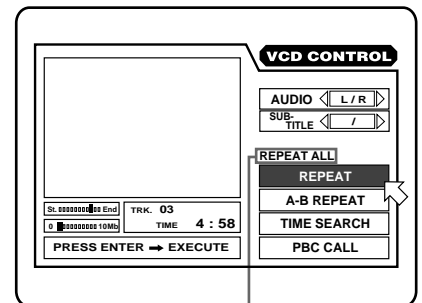 VCD CONTROL
AUDIO L / R
SUB-
TITLE /
REPEAT ALL
REPEAT
A-B REPEAT
TIME SEARCH
PBC CALL
St. End
0 10Mb
TRK. 03
TIME 4 : 58
PRESS ENTER ➡ EXECUTE